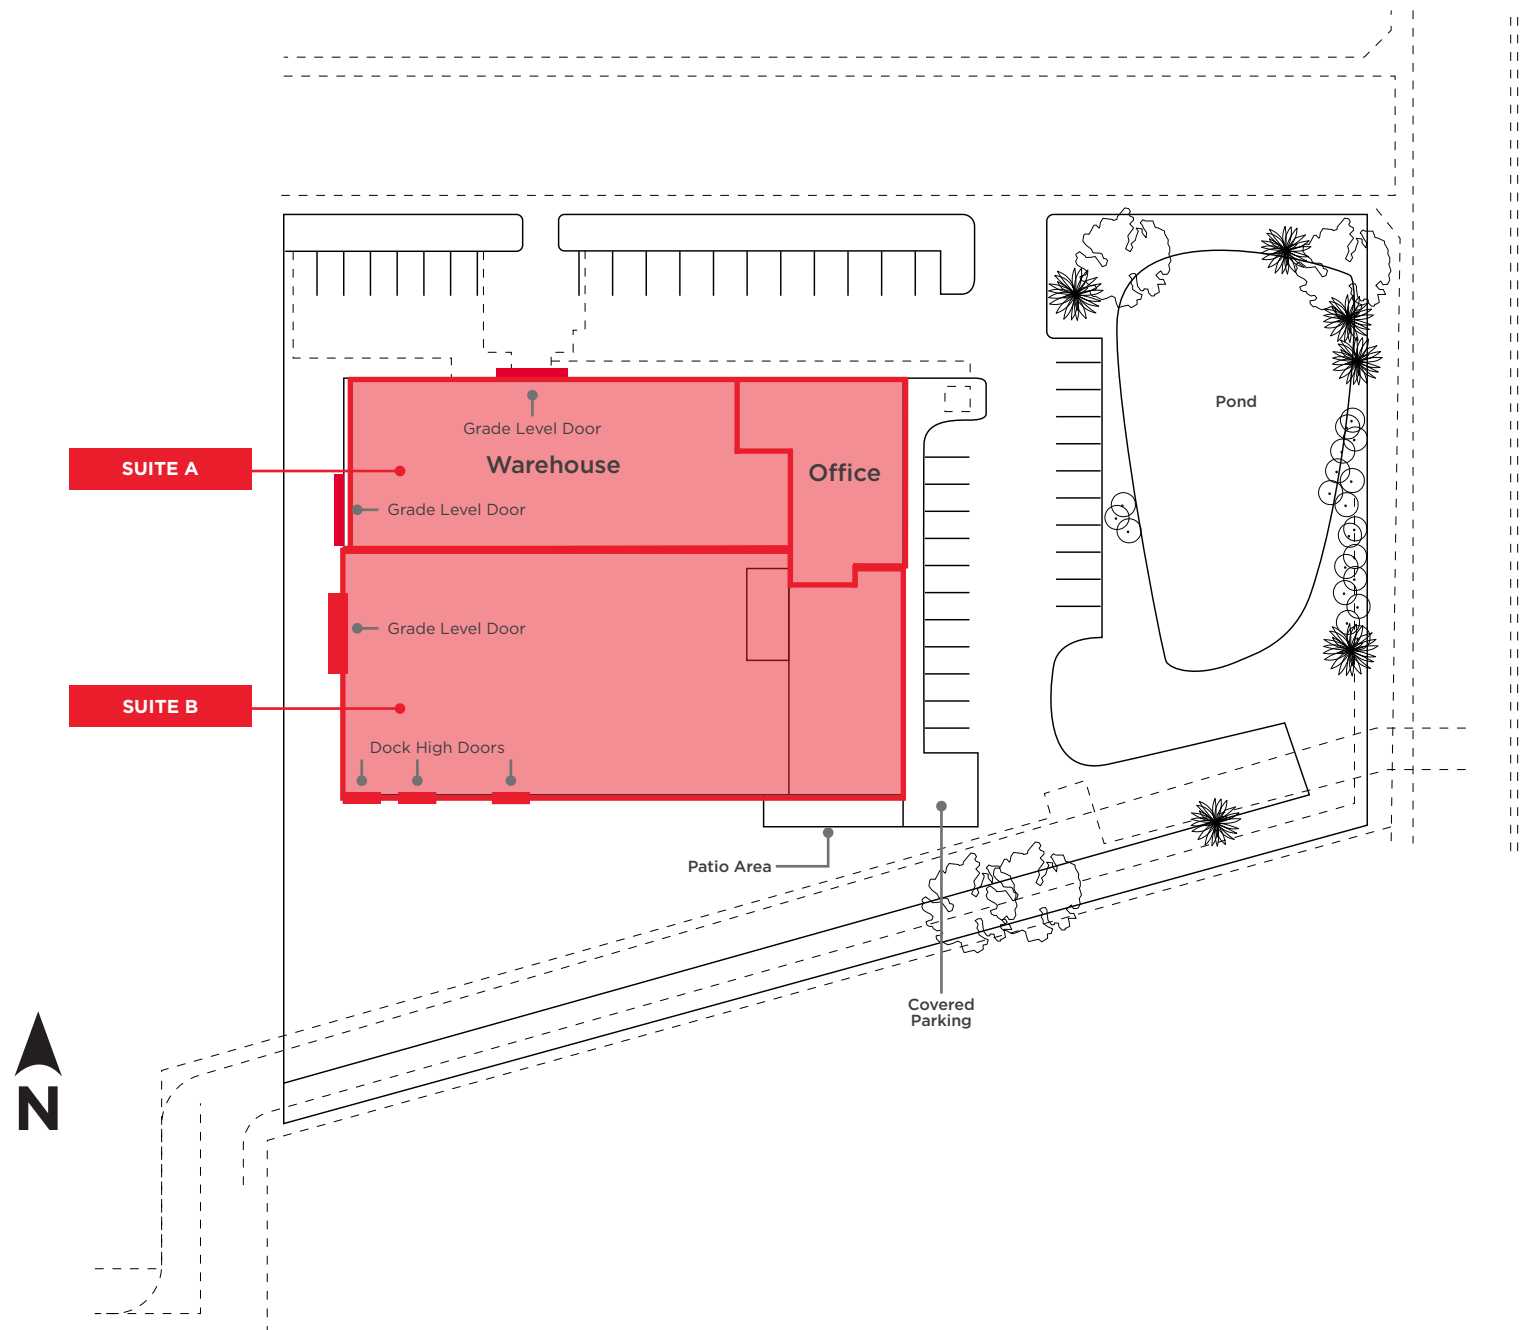 Grade Level Door
Warehouse
SUITE A
Office
Grade Level Door
Pond
Grade Level Door
SUITE B
Dock High Doors
Patio Area
Covered
Parking
N